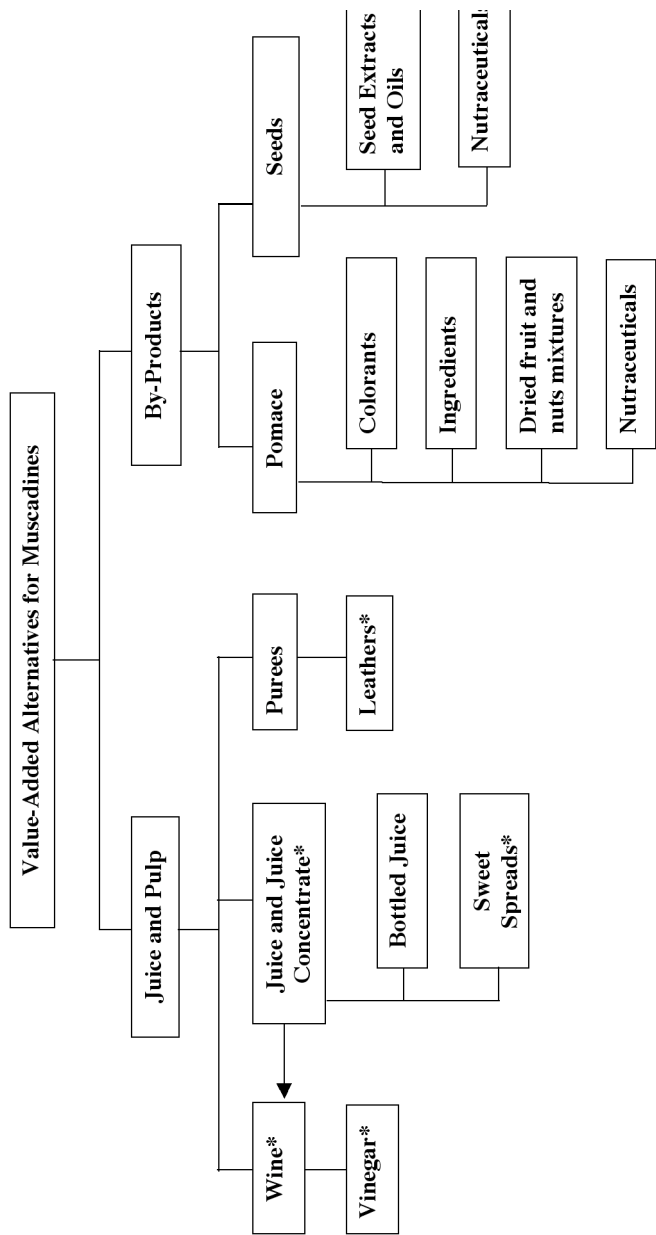 Value-Added Alternatives for Muscadines
Juice and Pulp
By-Products
Wine*
Juice and Juice
Concentrate*
Purees
Pomace
Seeds
Vinegar*
Bottled Juice
Sweet
Spreads*
Leathers*
Colorants
Ingredients
Dried fruit and
nuts mixtures
Nutraceuticals
Seed Extracts
and Oils
Nutraceuticals